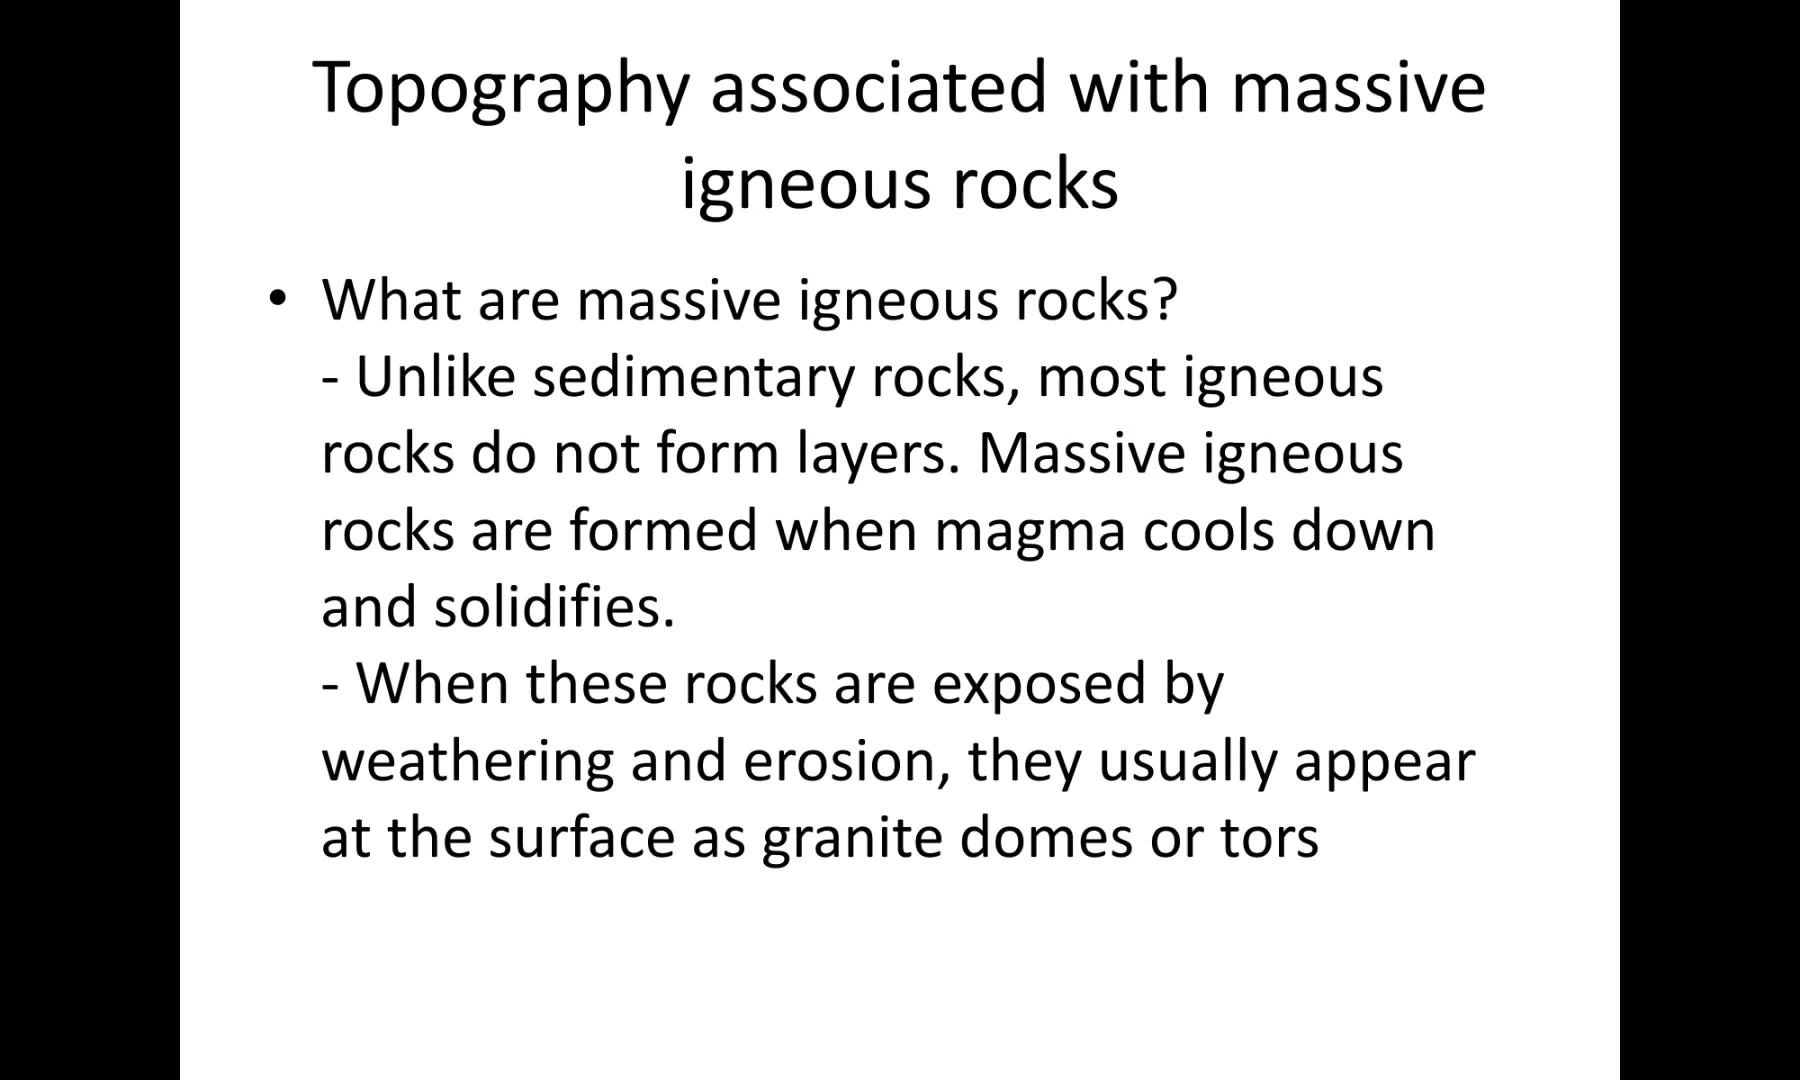 Topography associated with massive
igneous rocks
• What are massive igneous rocks?
- Unlike sedimentary rocks, most igneous
rocks do not form layers. Massive igneous
rocks are formed when magma cools down
and solidifies.
- When these rocks are exposed by
weathering and erosion, they usually appear
at the surface as granite domes or tors